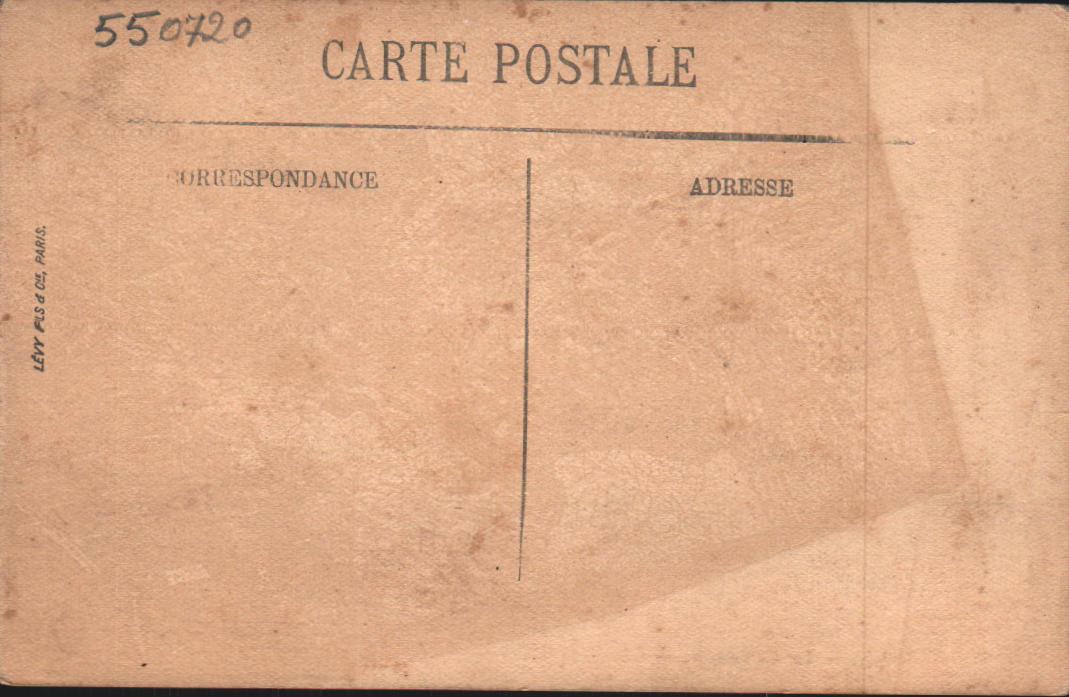 550720
CARTE POSTALE
CORRESPONDANCE
ADRESSE
LÉVY FILS & Cie, PARIS.